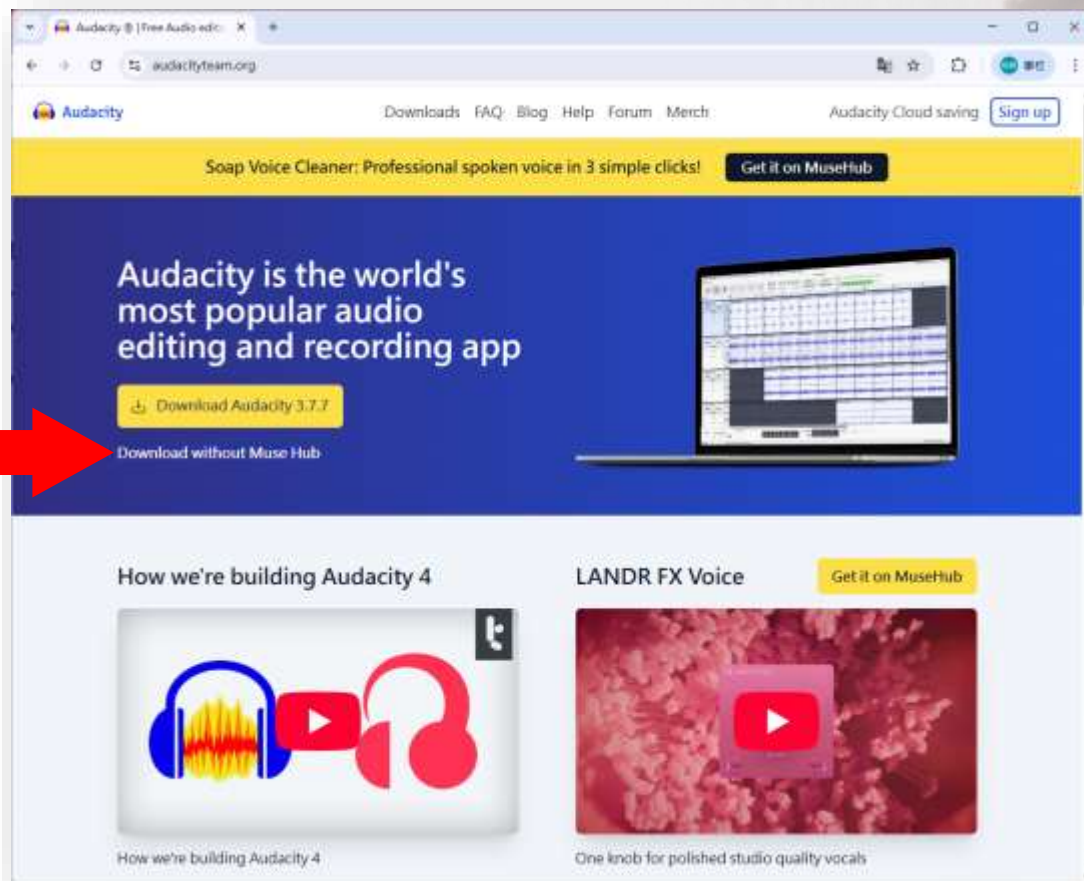 Audacity ® | Free Audio edit
audacityteam.org
Audacity
Downloads FAQ Blog Help Forum Merch
Audacity Cloud saving Sign up
Soap Voice Cleaner: Professional spoken voice in 3 simple clicks! Get it on MuseHub
Audacity is the world's
most popular audio
editing and recording app
Download Audacity 3.7.7
Download without Muse Hub
How we're building Audacity 4
LANDR FX Voice Get it on MuseHub
How we're building Audacity 4
One knob for polished studio quality vocals